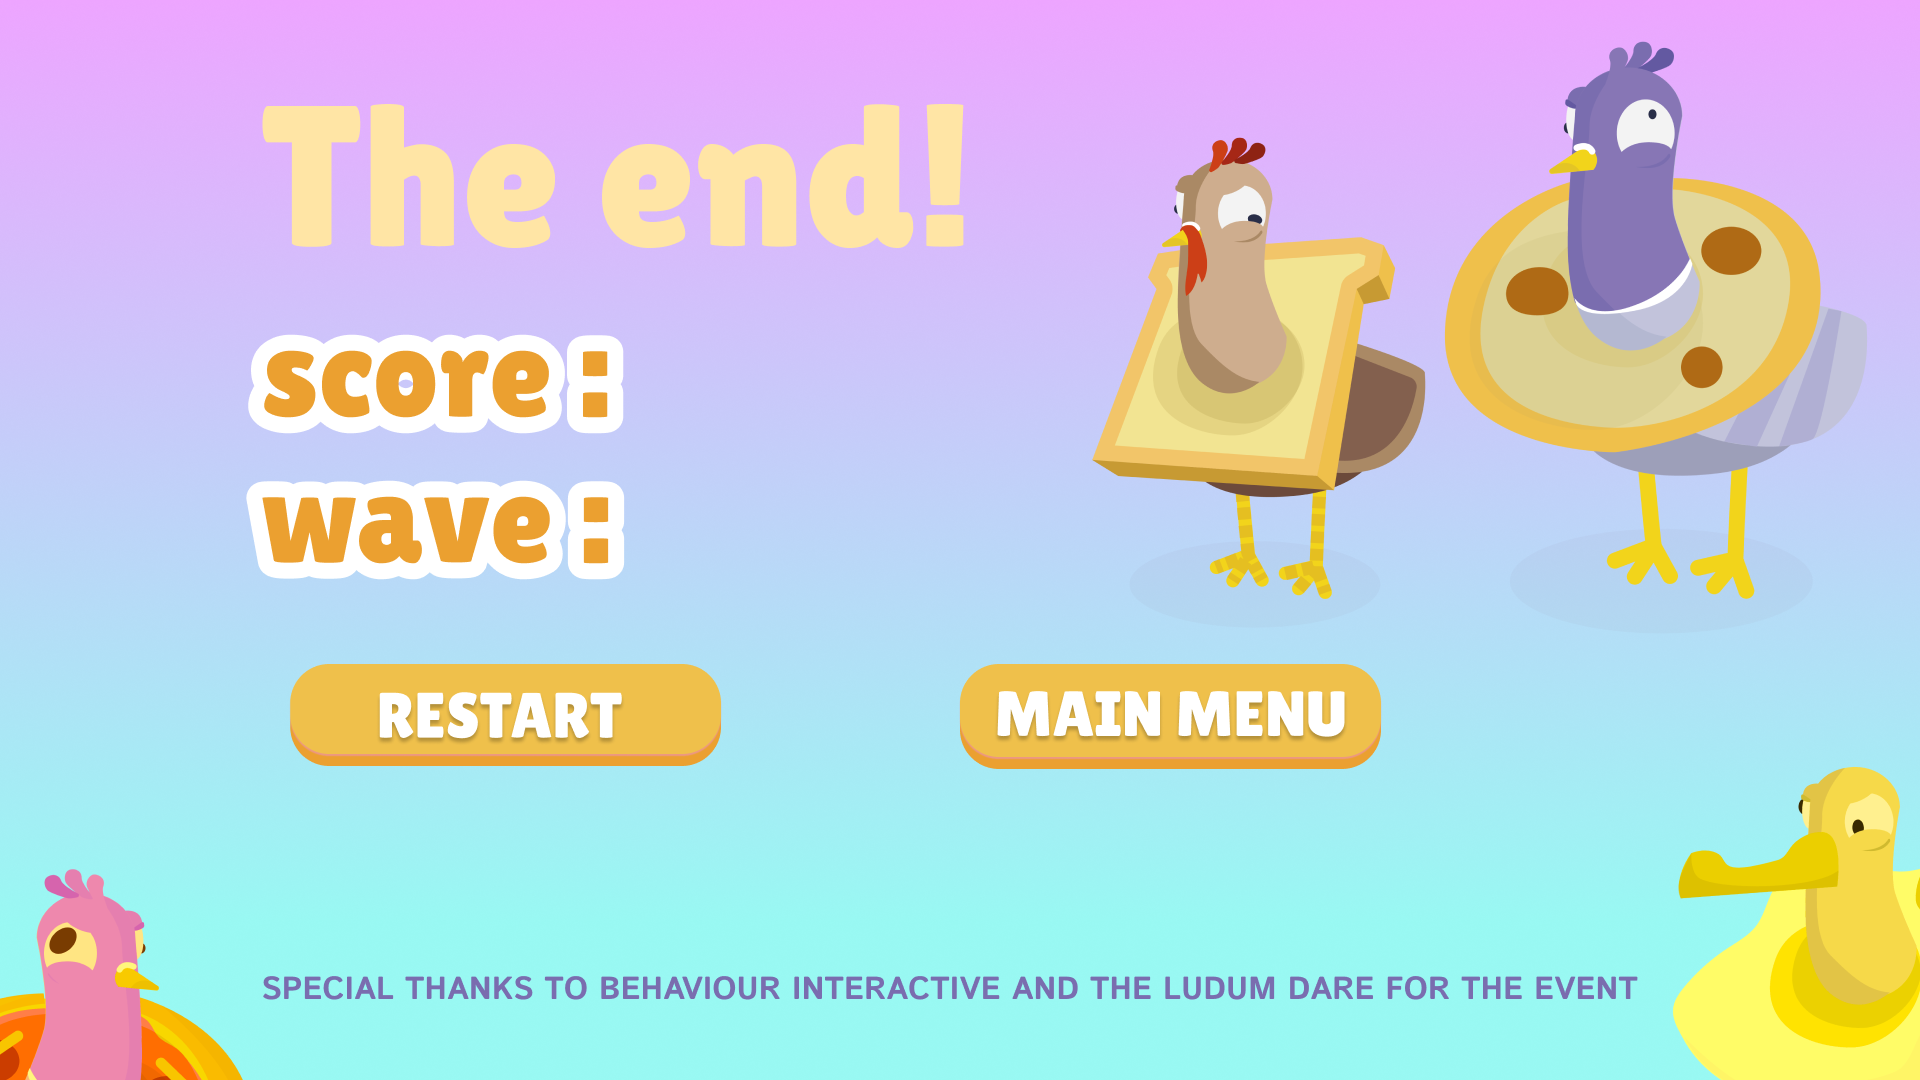 The end!
score:
wave:
RESTART
MAIN MENU
SPECIAL THANKS TO BEHAVIOUR INTERACTIVE AND THE LUDUM DARE FOR THE EVENT